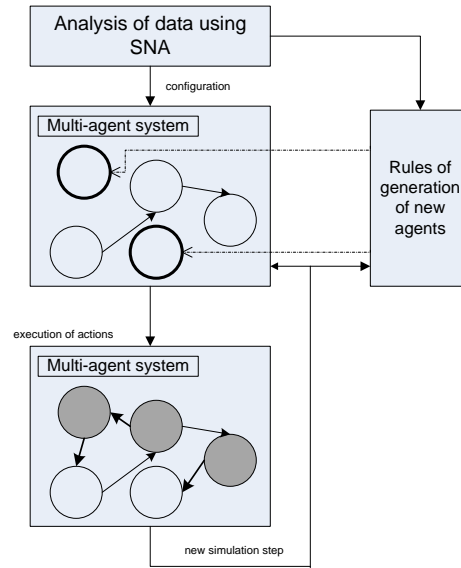 Analysis of data using
SNA
configuration
Multi-agent system
Rules of
generation
of new
agents
execution of actions
Multi-agent system
new simulation step